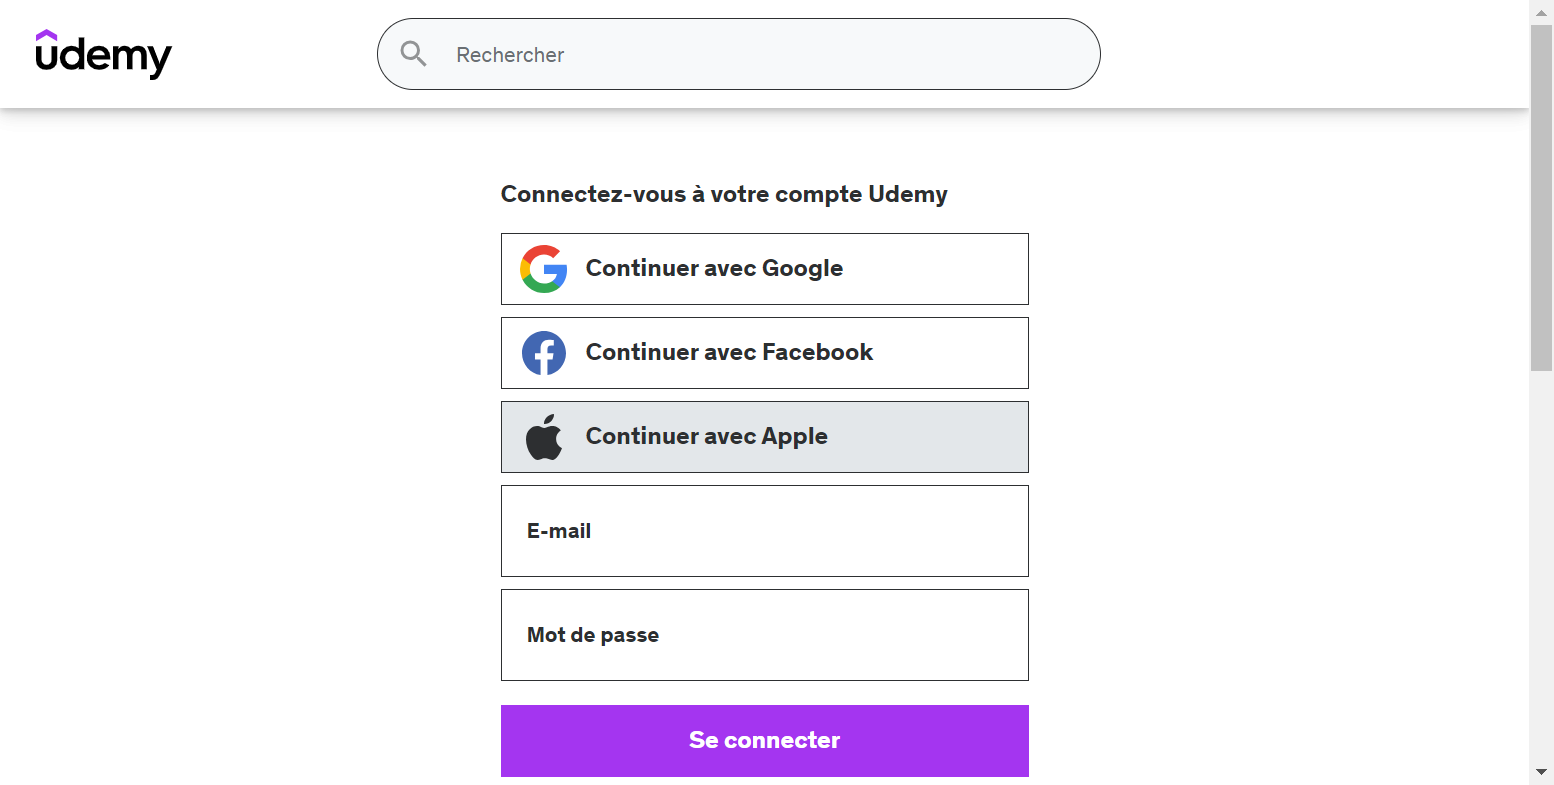 udemy
Rechercher
Connectez-vous à votre compte Udemy
Continuer avec Google
Continuer avec Facebook
Continuer avec Apple
E-mail
Mot de passe
Se connecter